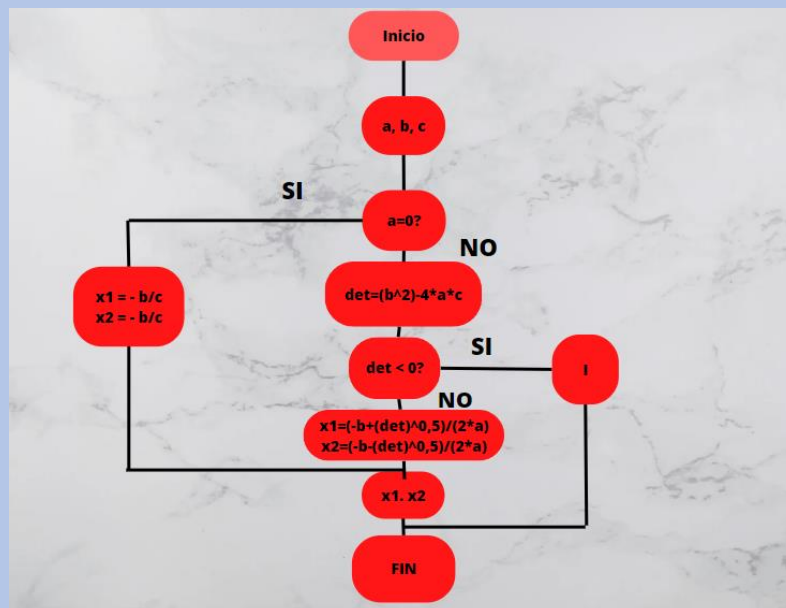 Inicio
a, b, c
SI
a=0?
NO
x1 = - b/c
x2 = - b/c
det=(b^2)-4*a*c
det < 0?
SI
I
NO
x1=(-b+(det)^0,5)/(2*a)
x2=(-b-(det)^0,5)/(2*a)
x1. x2
FIN